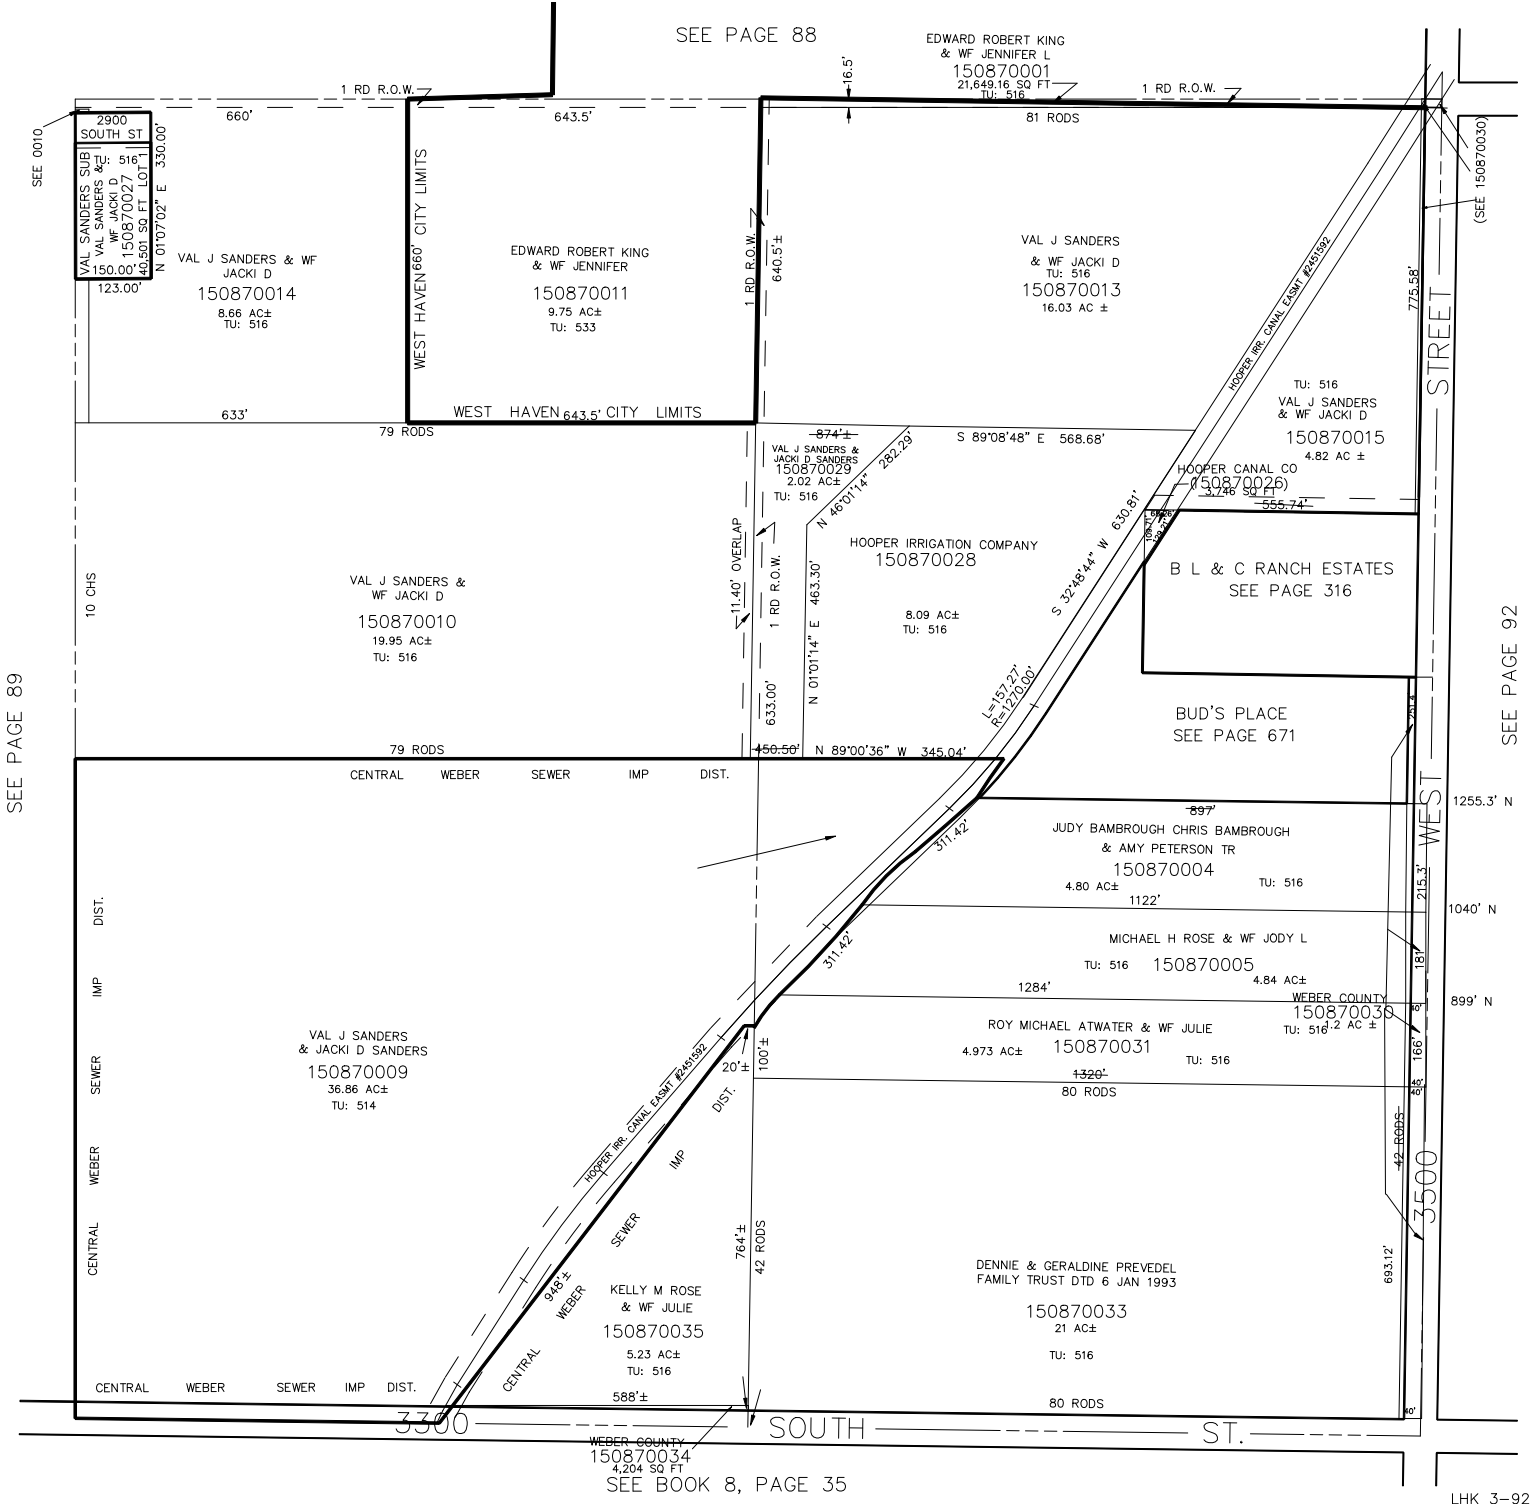 SEE PAGE 88
EDWARD ROBERT KING
& WF JENNIFER L
150870001
21,649.16 SQ FT
TU: 516
16.5'
1 RD R.O.W.
1 RD R.O.W.
660'
643.5'
81 RODS
SEE 0010
2900
SOUTH ST
VAL SANDERS SUB
TU: 516
VAL SANDERS &
WF JACKI D
150870027
40,501 SQ FT LOT 1
N 01°07'02" E 330.00'
150.00'
123.00'
VAL J SANDERS & WF
JACKI D
150870014
8.66 AC±
TU: 516
WEST HAVEN 660' CITY LIMITS
EDWARD ROBERT KING
& WF JENNIFER
150870011
9.75 AC±
TU: 533
1 RD R.O.W.
640.5'±
VAL J SANDERS
& WF JACKI D
TU: 516
150870013
16.03 AC ±
HOOPER IRR. CANAL EASMT #2451592
775.58'
(SEE 150870030)
STREET
TU: 516
VAL J SANDERS
& WF JACKI D
150870015
4.82 AC ±
633'
WEST HAVEN 643.5' CITY LIMITS
79 RODS
874'±
S 89°08'48" E 568.68'
VAL J SANDERS &
JACKI D SANDERS
150870029
2.02 AC±
TU: 516
N 46°01'14" 282.29'
HOOPER CANAL CO
(150870026)
3,746 SQ FT
555.74'
129.21'
S 32°48'44" W 630.81'
HOOPER IRRIGATION COMPANY
150870028
8.09 AC±
TU: 516
11.40' OVERLAP
1 RD R.O.W.
N 01°01'14" E 463.30'
B L & C RANCH ESTATES
SEE PAGE 316
10 CHS
VAL J SANDERS &
WF JACKI D
150870010
19.95 AC±
TU: 516
633.00'
L=157.27'
R=1270.00'
SEE PAGE 92
SEE PAGE 89
BUD'S PLACE
SEE PAGE 671
251.4
79 RODS
450.50'
N 89°00'36" W 345.04'
CENTRAL WEBER SEWER IMP DIST.
WEST
1255.3' N
897'
311.42'
JUDY BAMBROUGH CHRIS BAMBROUGH
& AMY PETERSON TR
150870004
4.80 AC±
TU: 516
215.3'
1122'
1040' N
311.42'
MICHAEL H ROSE & WF JODY L
TU: 516
150870005
4.84 AC±
181'
1284'
899' N
WEBER COUNTY
150870030
1.2 AC ±
TU: 516
40'
ROY MICHAEL ATWATER & WF JULIE
4.973 AC±
150870031
TU: 516
166'
1320'
80 RODS
40'
40'
CENTRAL WEBER SEWER IMP DIST.
VAL J SANDERS
& JACKI D SANDERS
150870009
36.86 AC±
TU: 514
HOOPER IRR. CANAL EASMT #2451592
20'±
100'±
CENTRAL WEBER SEWER IMP DIST.
948'±
764'±
42 RODS
42 RODS
3500
693.12'
DENNIE & GERALDINE PREVEDEL
FAMILY TRUST DTD 6 JAN 1993
150870033
21 AC±
TU: 516
KELLY M ROSE
& WF JULIE
150870035
5.23 AC±
TU: 516
588'±
80 RODS
40'
CENTRAL WEBER SEWER IMP DIST.
3300 SOUTH ST.
WEBER COUNTY
150870034
4,204 SQ FT
SEE BOOK 8, PAGE 35
LHK 3-92